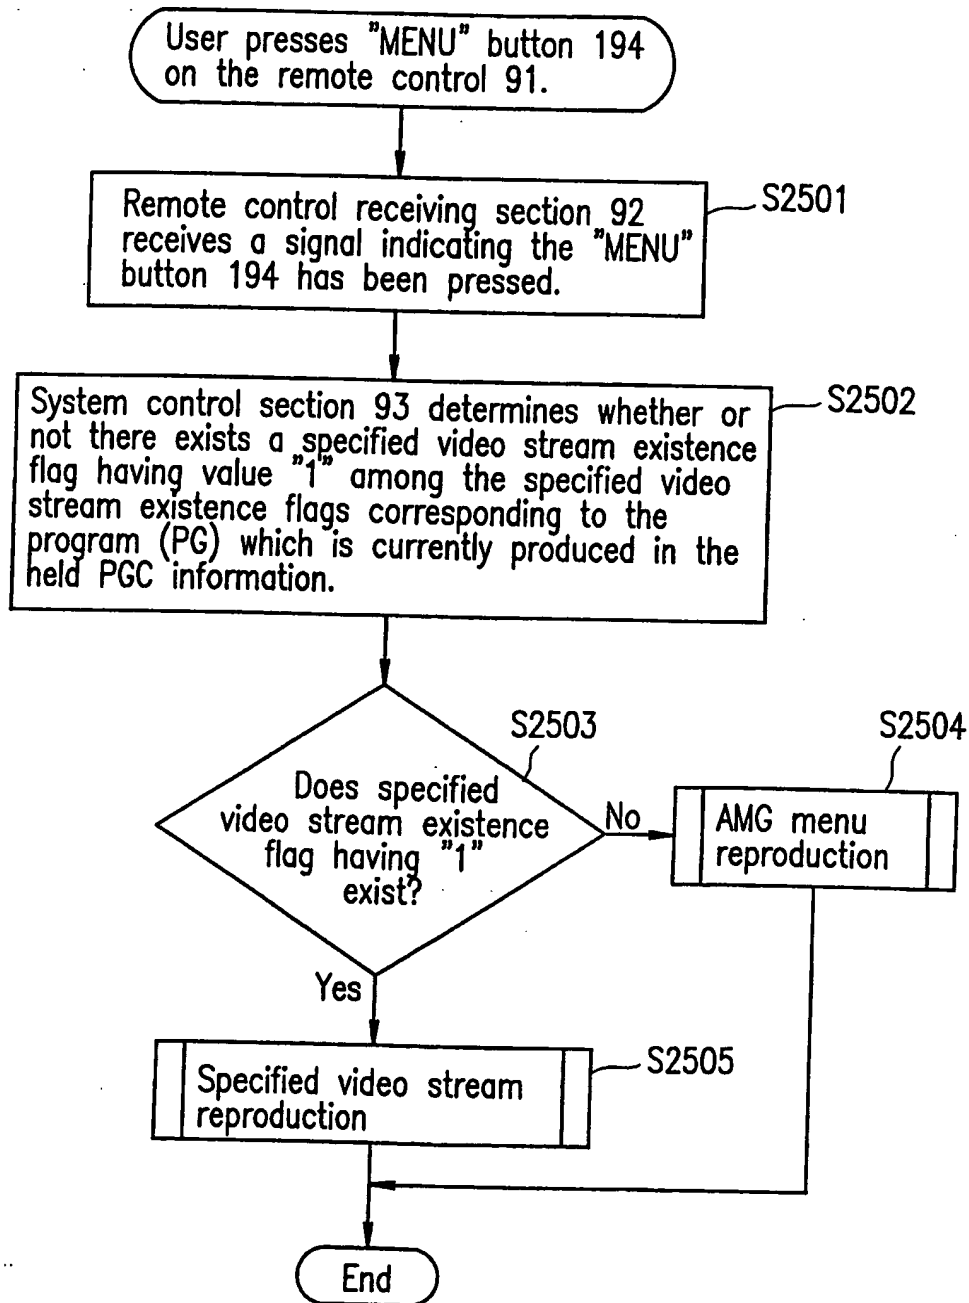 User presses "MENU" button 194
on the remote control 91.
S2501
Remote control receiving section 92
receives a signal indicating the "MENU"
button 194 has been pressed.
S2502
System control section 93 determines whether or
not there exists a specified video stream existence
flag having value "1" among the specified video
stream existence flags corresponding to the
program (PG) which is currently produced in the
held PGC information.
S2503
Does specified
video stream existence
flag having "1"
exist?
No
S2504
AMG menu
reproduction
Yes
S2505
Specified video stream
reproduction
End